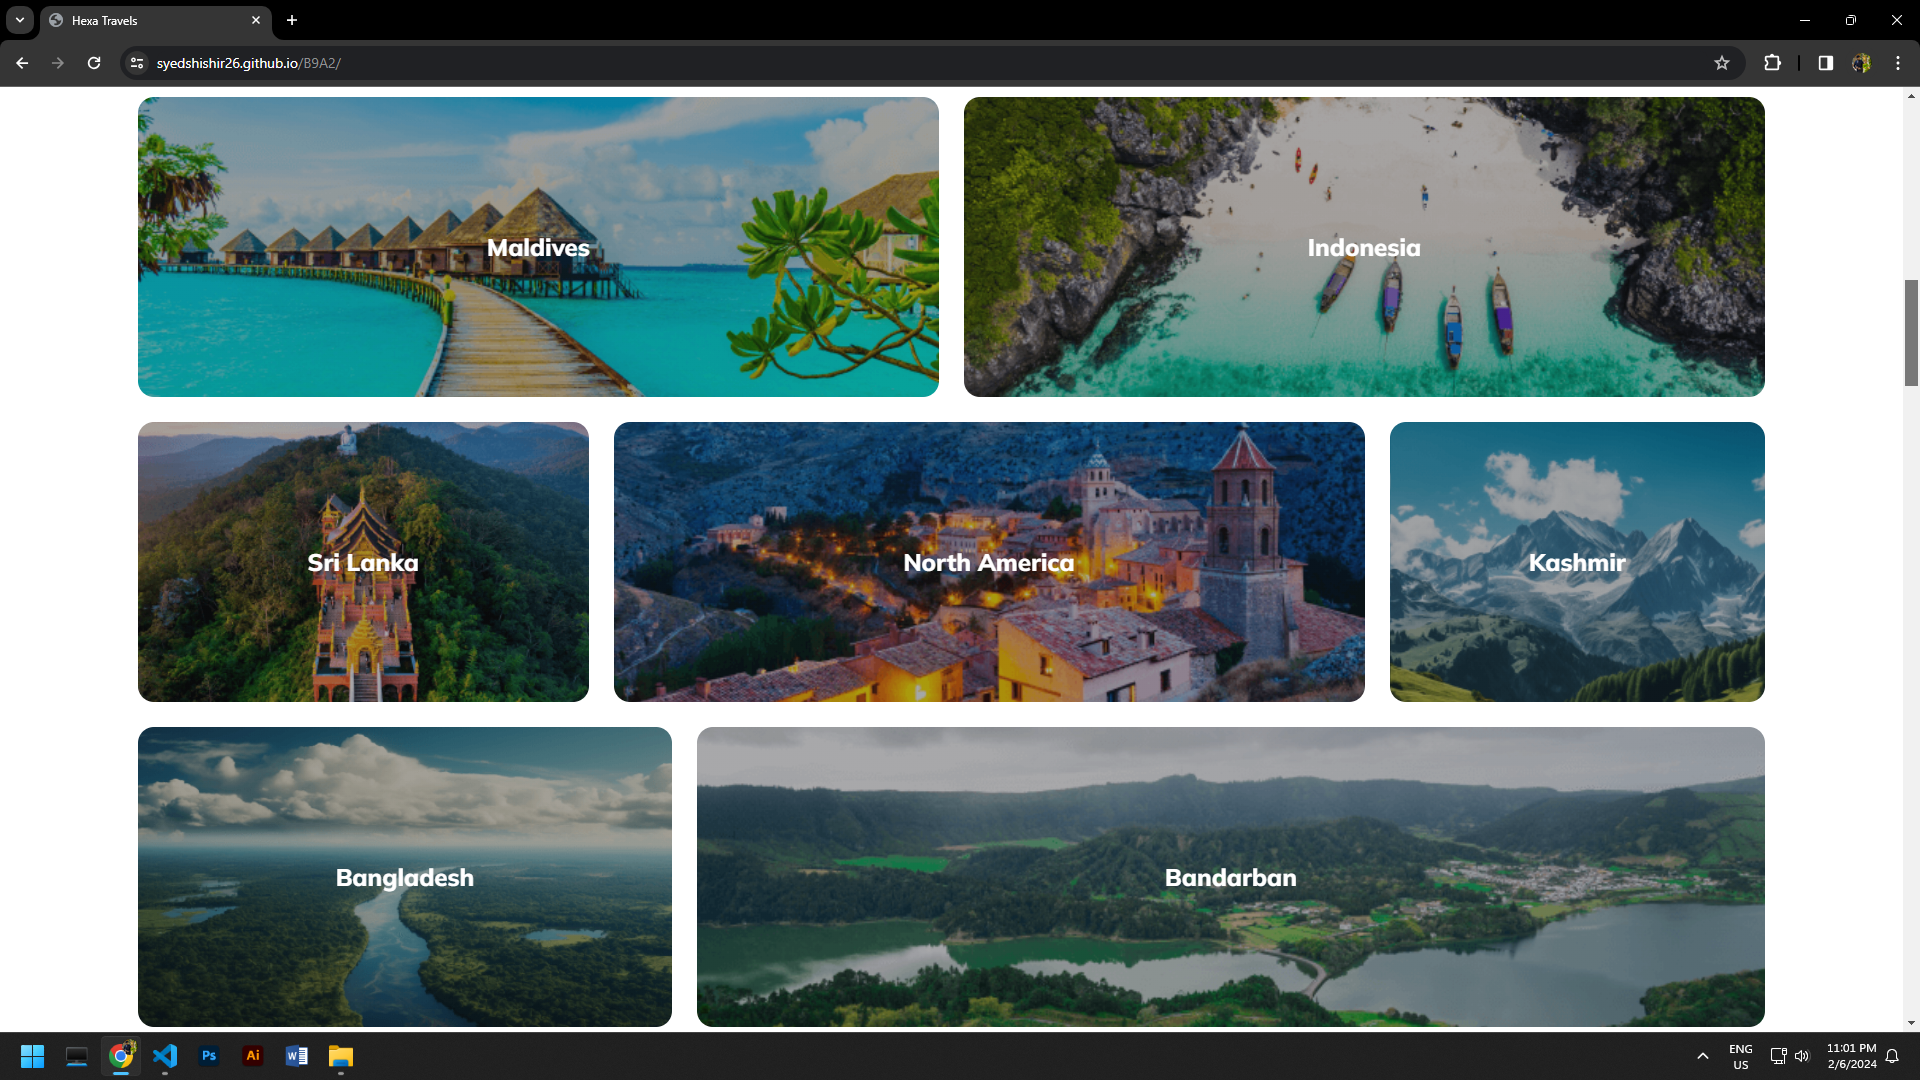 Hexa Travels
syedshishir26.github.io/B9A2/
Maldives
Indonesia
Sri Lanka
North America
Kashmir
Bangladesh
Bandarban
Ps
Ai
W
ENG
US
11:01 PM
2/6/2024